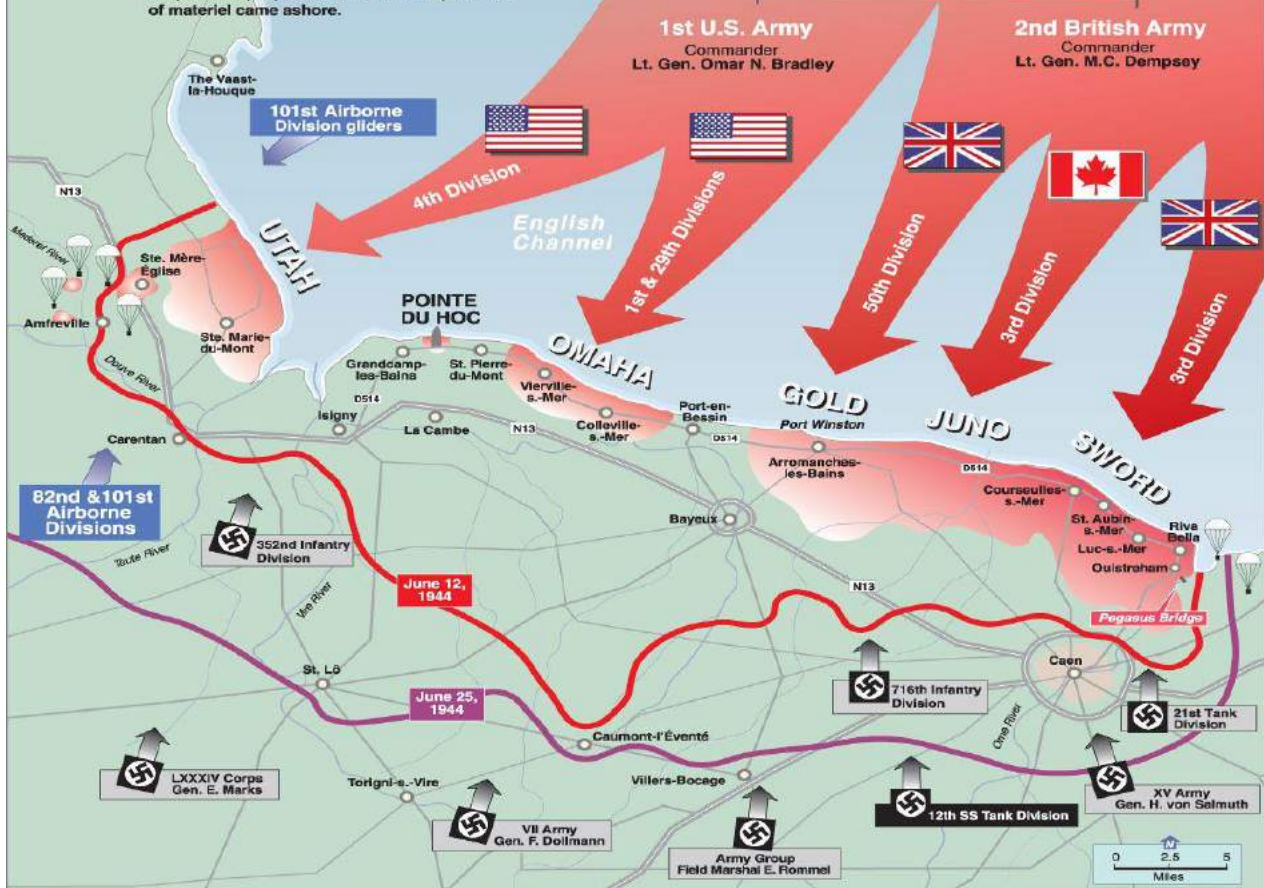 of materiel came ashore.
1st U.S. Army
Commander
Lt. Gen. Omar N. Bradley
2nd British Army
Commander
Lt. Gen. M.C. Dempsey
The Vaast-
la-Houque
101st Airborne
Division gliders
N13
4th Division
1st & 29th Divisions
50th Division
3rd Division
3rd Division
English
Channel
UTAH
Mederer River
Ste. Mère-
Église
Amfreville
Ste. Marie-
du-Mont
Douve River
POINTE
DU HOC
Grandcamp-
les-Bains
St. Pierre-
du-Mont
OMAHA
Vierville-
s.-Mer
Colleville-
s.-Mer
D514
Isigny
La Cambe
N13
Port-en-
Bessin
D514
GOLD
Port Winston
Arromanches-
les-Bains
JUNO
D514
Courseulles-
s.-Mer
SWORD
St. Aubin-
s.-Mer
Luc-s.-Mer
Riva
Bella
Ouistreham
Pegasus Bridge
Carentan
82nd &101st
Airborne
Divisions
Taute River
352nd Infantry
Division
Vire River
Bayeux
N13
June 12,
1944
Caen
716th Infantry
Division
21st Tank
Division
Orne River
St. Lô
June 25,
1944
Caumont-l'Éventé
Villers-Bocage
Torigni-s.-Vire
LXXXIV Corps
Gen. E. Marks
VII Army
Gen. F. Dollmann
Army Group
Field Marshal E. Rommel
12th SS Tank Division
XV Army
Gen. H. von Salmuth
N
0 2.5 5
Miles